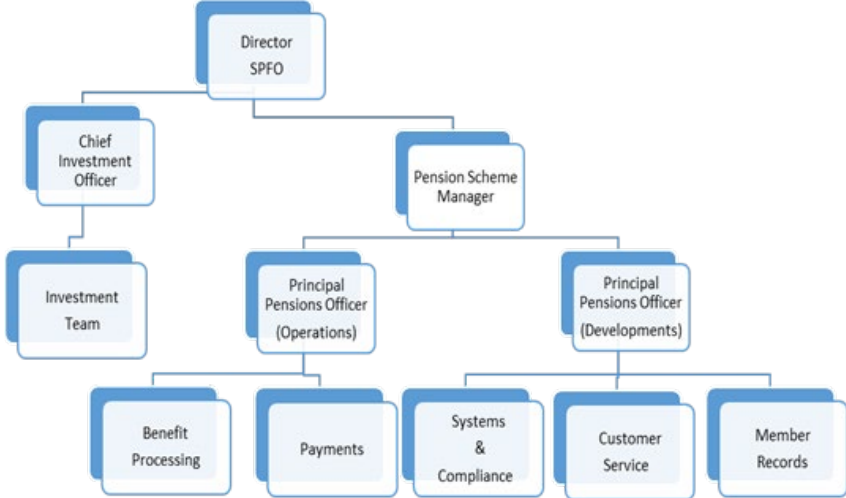 Director
SPFO
Chief
Investment
Officer
Pension Scheme
Manager
Investment
Team
Principal
Pensions Officer
(Operations)
Principal
Pensions Officer
(Developments)
Benefit
Processing
Payments
Systems
&
Compliance
Customer
Service
Member
Records